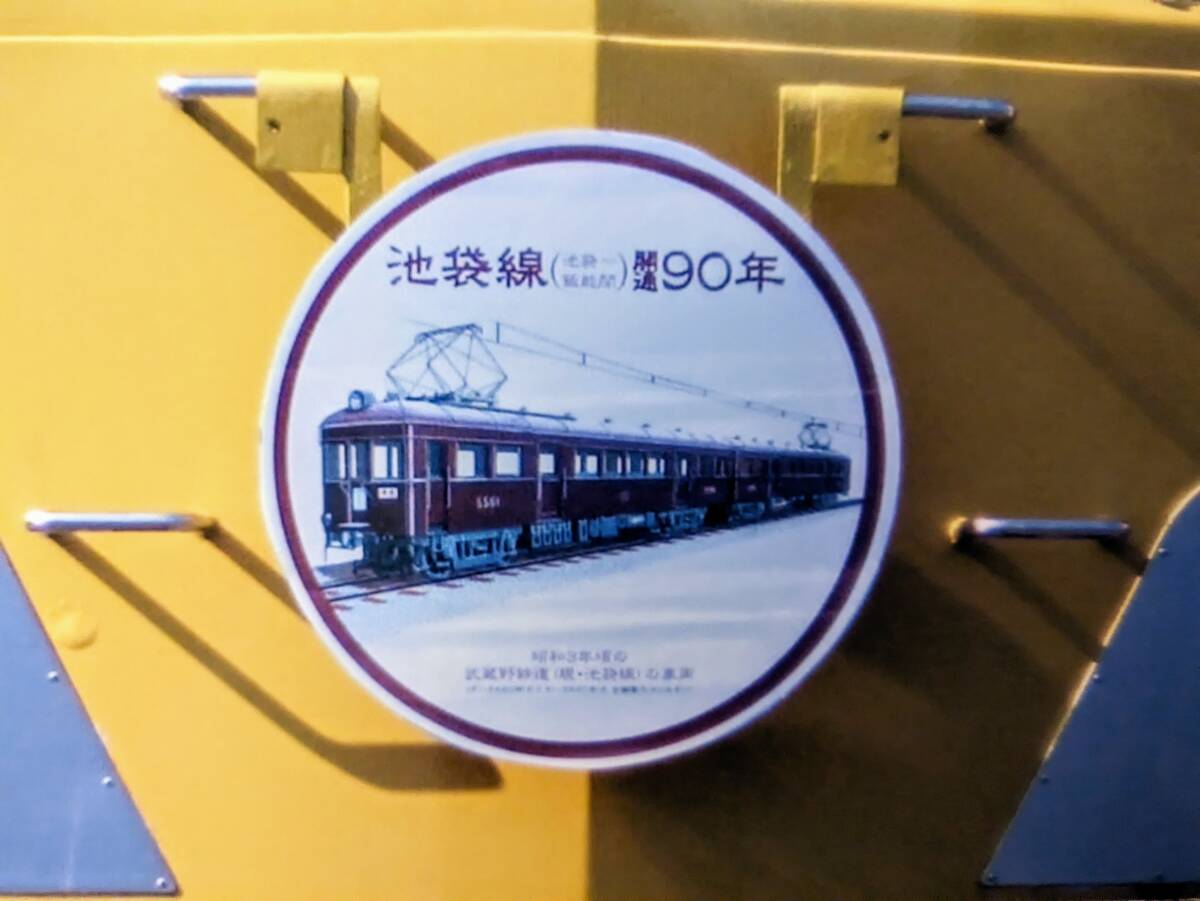 池袋線(池袋－飯能間)開通90年
5561
昭和3年頃の
武蔵野鉄道(現・池袋線)の車両